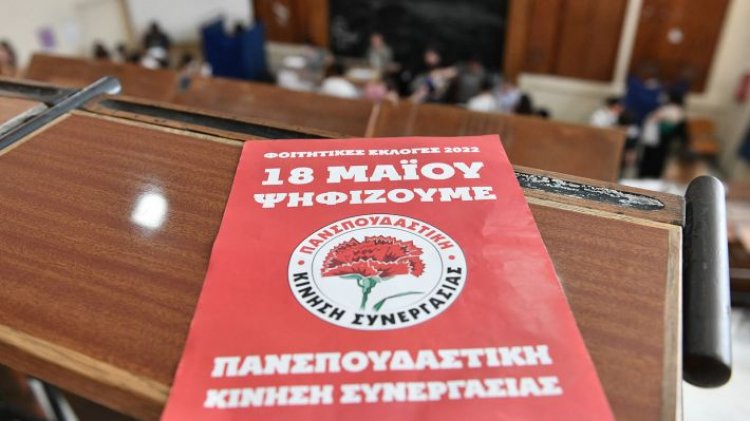 ΦΟΙΤΗΤΙΚΕΣ ΕΚΛΟΓΕΣ 2022
18 ΜΑΪΟΥ
ΨΗΦΙΖΟΥΜΕ
ΠΑΝΣΠΟΥΔΑΣΤΙΚΗ
ΚΙΝΗΣΗ ΣΥΝΕΡΓΑΣΙΑΣ
ΠΑΝΣΠΟΥΔΑΣΤΙΚΗ
ΚΙΝΗΣΗ ΣΥΝΕΡΓΑΣΙΑΣ